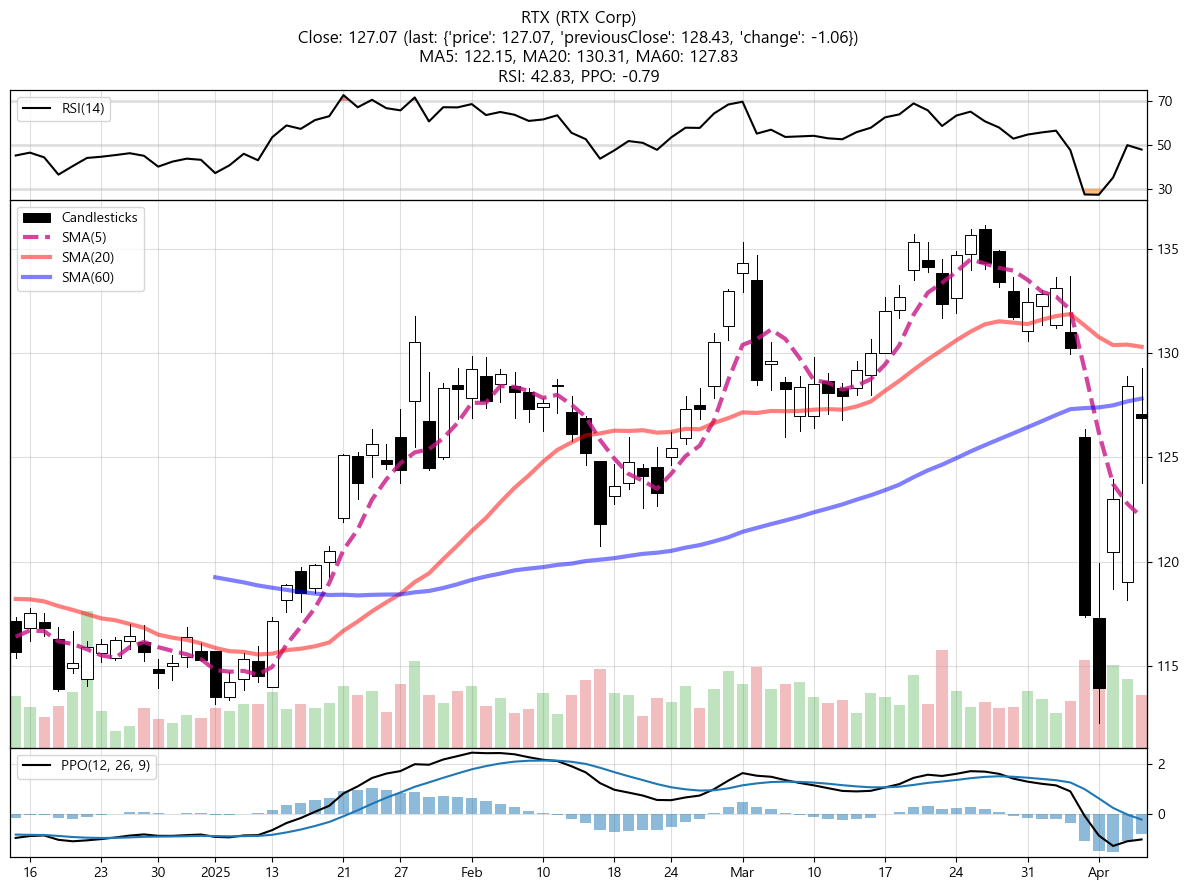 RTX (RTX Corp)
Close: 127.07 (last: {'price': 127.07, 'previousClose': 128.43, 'change': -1.06})
MA5: 122.15, MA20: 130.31, MA60: 127.83
RSI: 42.83, PPO: -0.79
RSI(14)
70
50
30
Candlesticks
SMA(5)
SMA(20)
SMA(60)
135
130
125
120
115
PPO(12, 26, 9)
2
0
16 23 30 2025 13 21 27 Feb 10 18 24 Mar 10 17 24 31 Apr